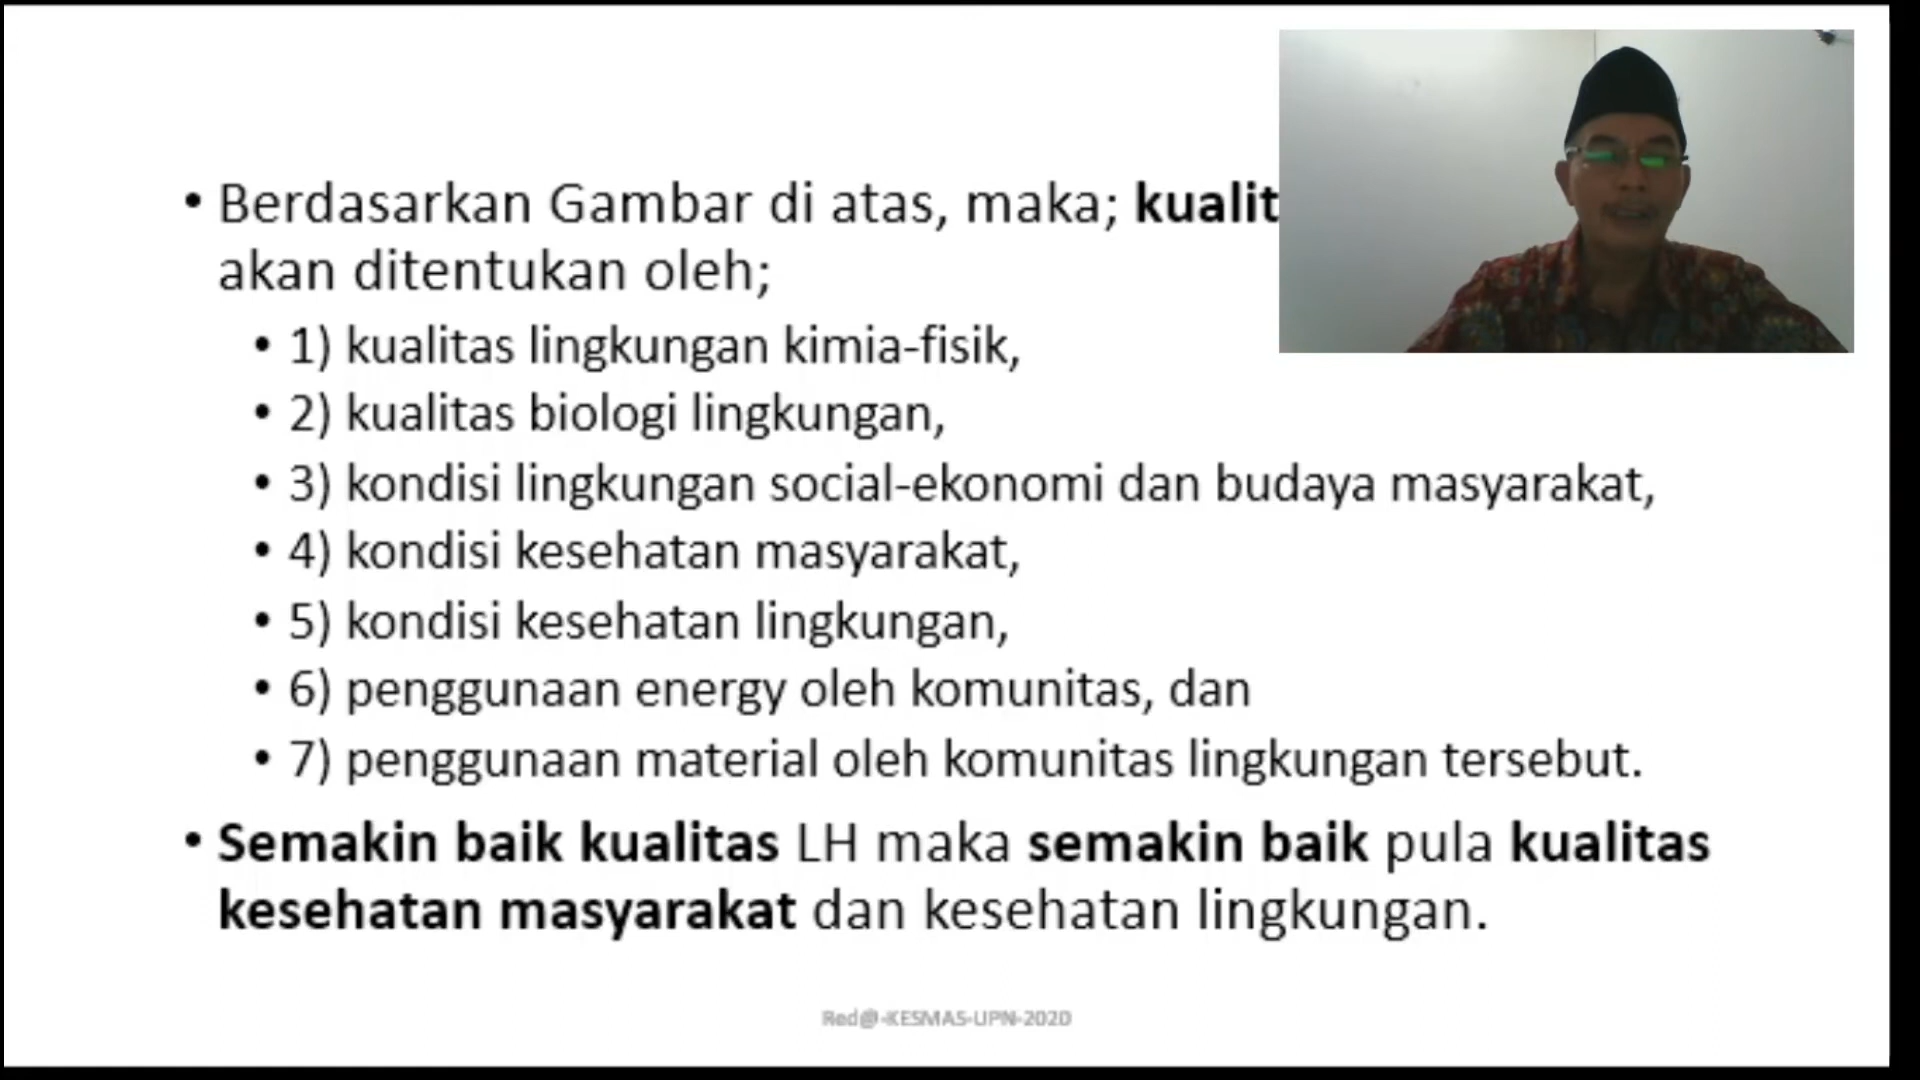 • Berdasarkan Gambar di atas, maka; kualit
akan ditentukan oleh;
• 1) kualitas lingkungan kimia-fisik,
• 2) kualitas biologi lingkungan,
• 3) kondisi lingkungan social-ekonomi dan budaya masyarakat,
• 4) kondisi kesehatan masyarakat,
• 5) kondisi kesehatan lingkungan,
• 6) penggunaan energy oleh komunitas, dan
• 7) penggunaan material oleh komunitas lingkungan tersebut.
• Semakin baik kualitas LH maka semakin baik pula kualitas
kesehatan masyarakat dan kesehatan lingkungan.
Red@-KESMAS-UPN-2020